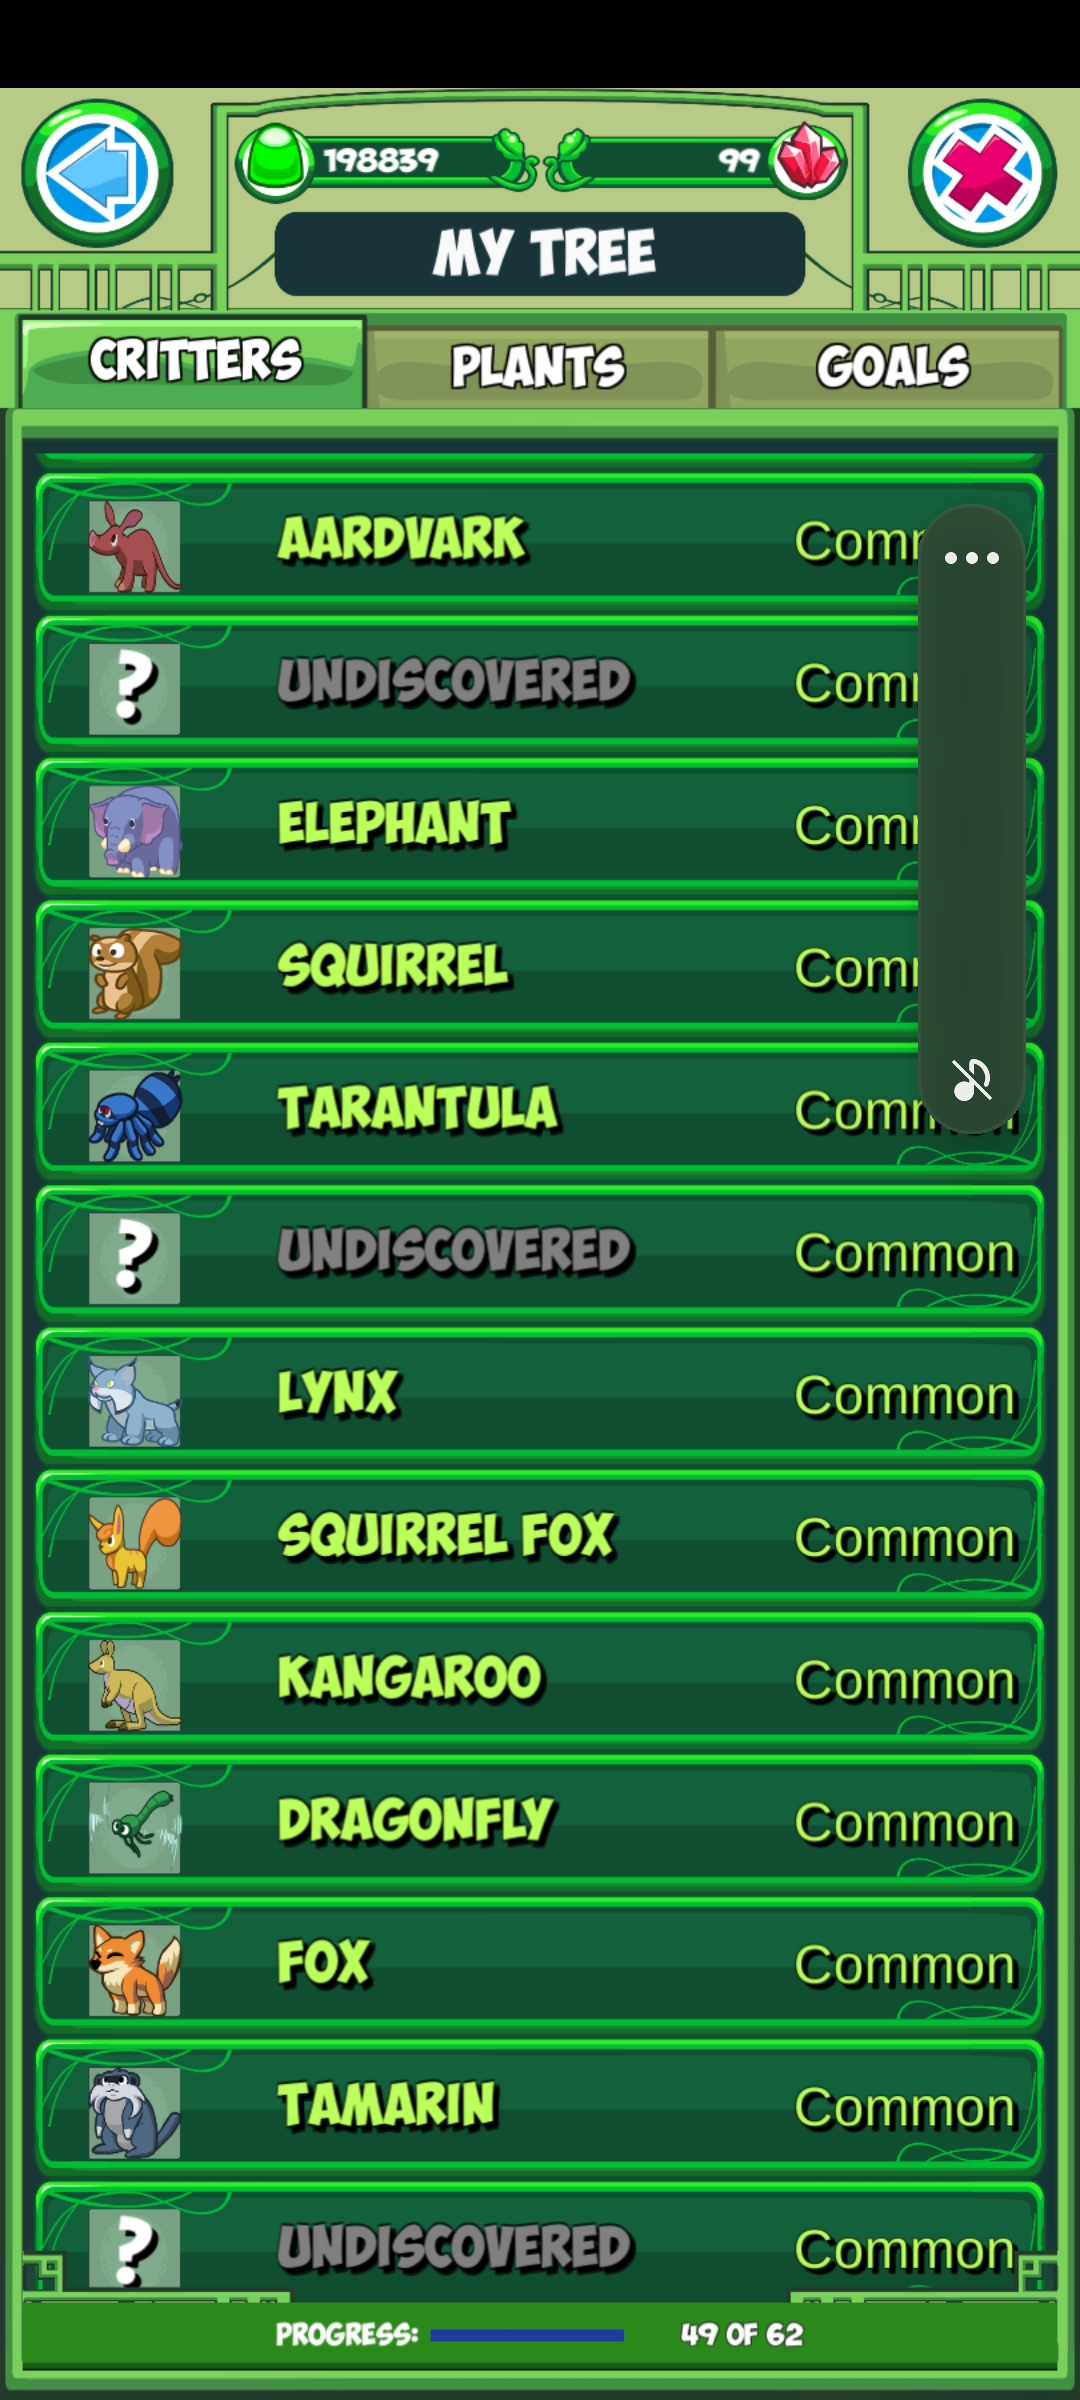 198839
99
MY TREE
CRITTERS
PLANTS
GOALS
AARDVARK
?
UNDISCOVERED
ELEPHANT
SQUIRREL
TARANTULA
?
UNDISCOVERED
Common
LYNX
Common
SQUIRREL FOX
Common
KANGAROO
Common
DRAGONFLY
Common
FOX
Common
TAMARIN
Common
?
UNDISCOVERED
Common
PROGRESS:
49 OF 62